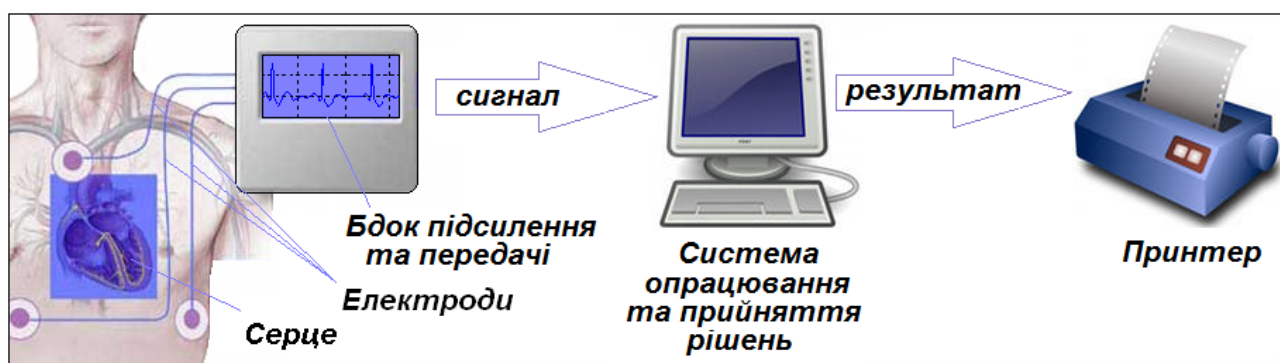 сигнал
результат
Бдок підсилення
та передачі
Електроди
Серце
Система
опрацювання
та прийняття
рішень
Принтер